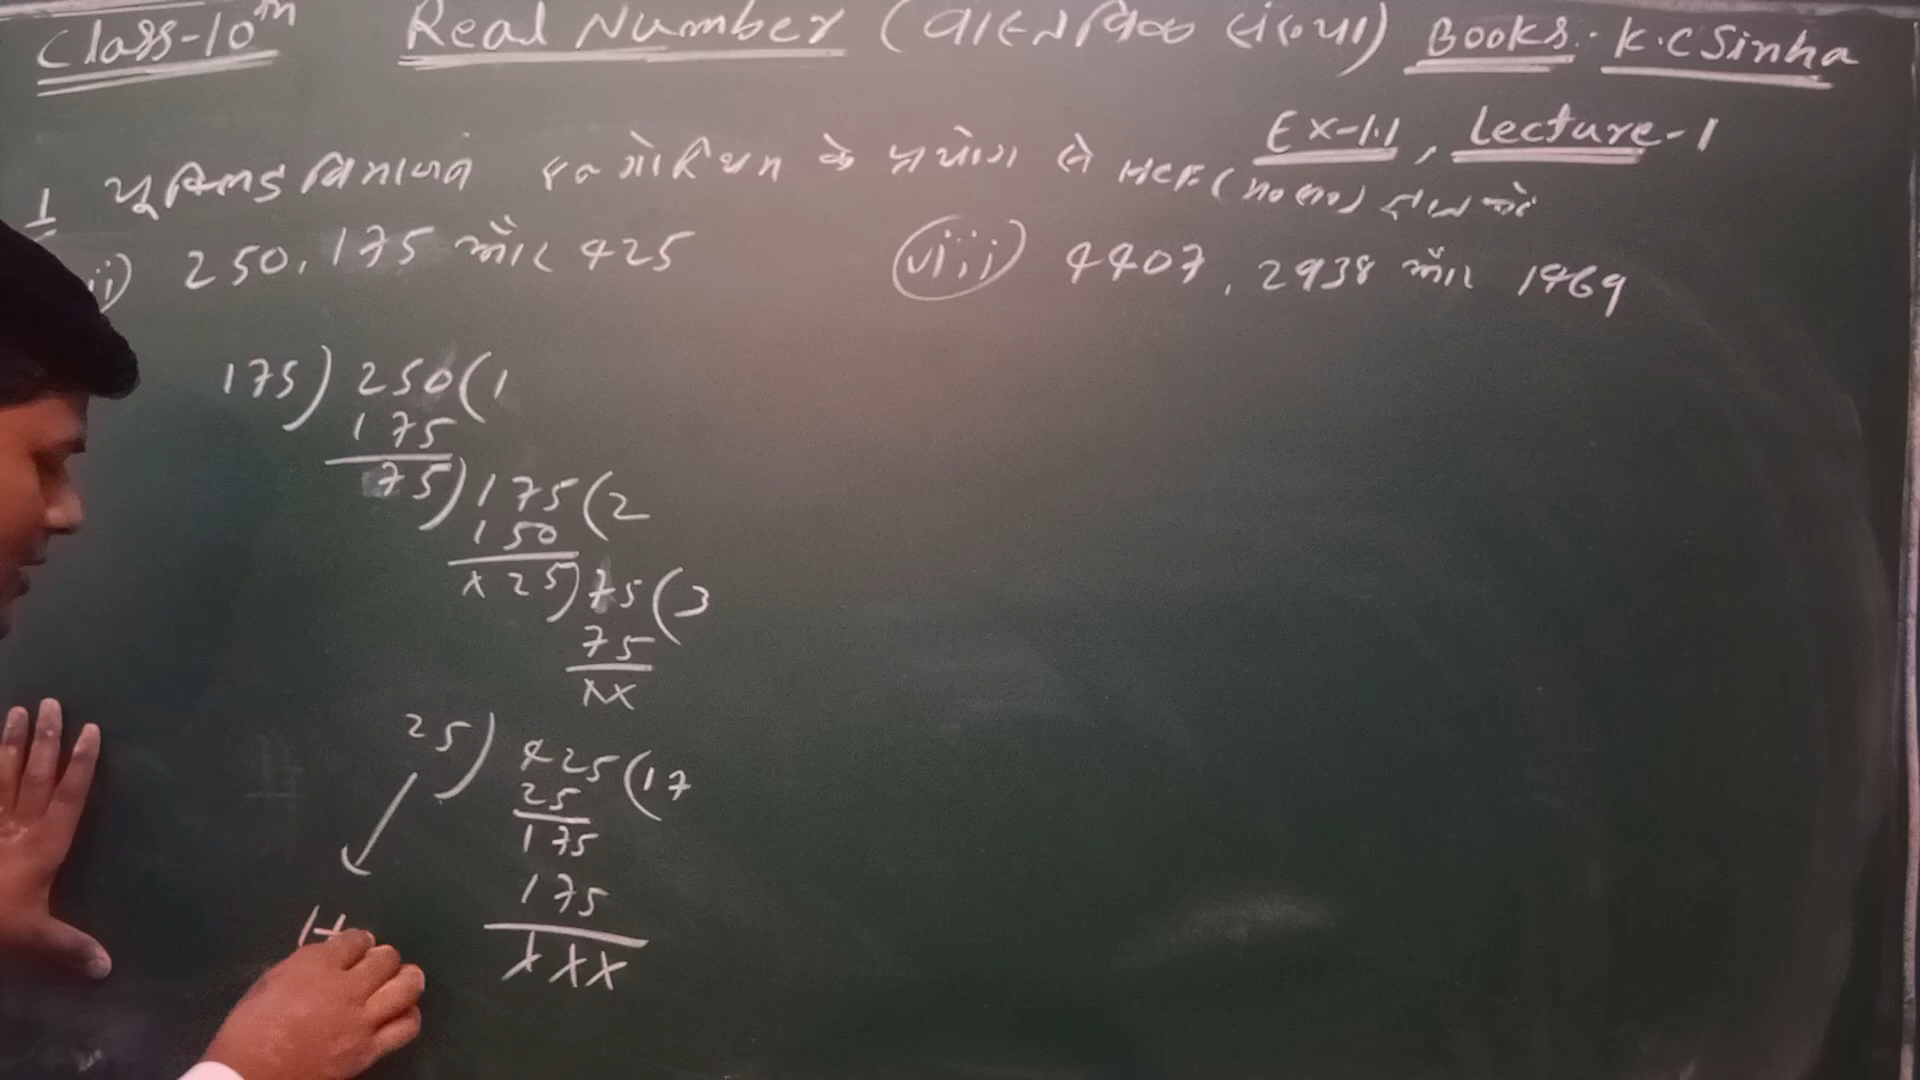 Class-10th Real Number (वास्तविक संख्या) Books:- K.C Sinha
Ex-1.1, Lecture-1
1 यूक्लिड विभाजन एल्गोरिथम के प्रयोग से HCF (म०स०) ज्ञात करें
ii) 250, 175 और 425
(viii) 4407, 2938 और 1469
175) 250 (1
175
75) 175 (2
150
x 25) 75 (3
75
xx
25) 425 (17
25
175
175
xxx
H